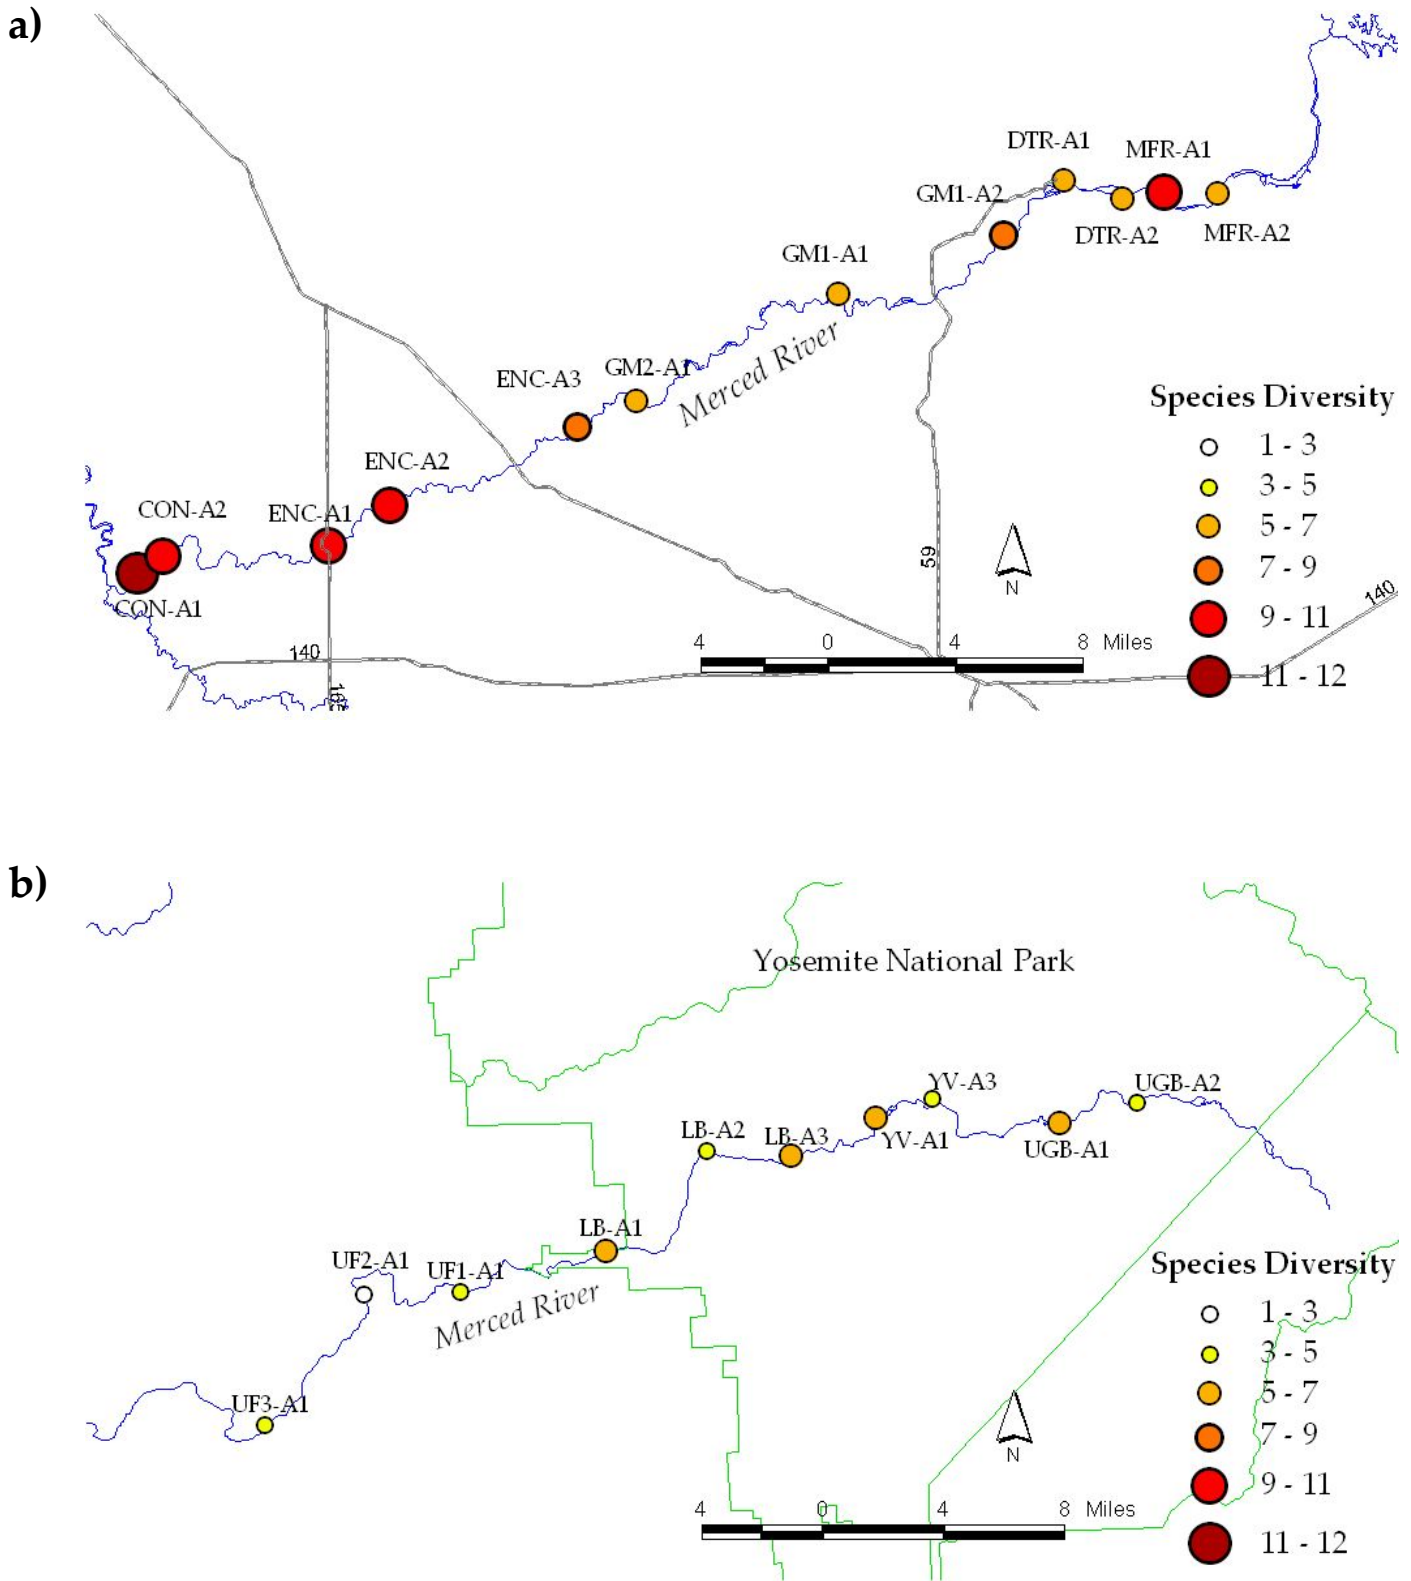 a)
DTR-A1
MFR-A1
GM1-A2
DTR-A2
MFR-A2
GM1-A1
Merced River
ENC-A3
GM2-A1
Species Diversity
1 - 3
3 - 5
5 - 7
7 - 9
9 - 11
11 - 12
ENC-A2
CON-A2
ENC-A1
CON-A1
59
N
140
4 0 4 8 Miles
140
165
b)
Yosemite National Park
YV-A3
UGB-A2
LB-A2
LB-A3
YV-A1
UGB-A1
LB-A1
UF2-A1
UF1-A1
Merced River
UF3-A1
Species Diversity
1 - 3
3 - 5
5 - 7
7 - 9
9 - 11
11 - 12
N
4 0 4 8 Miles